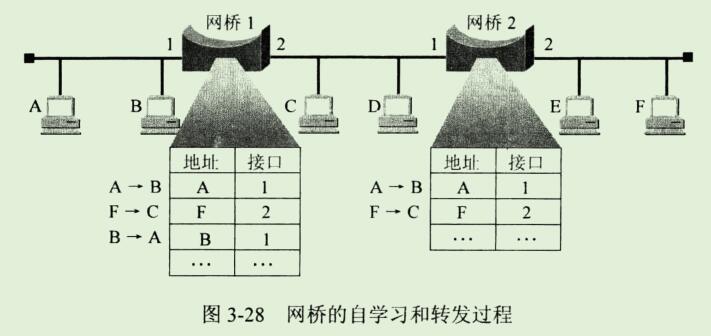 网桥 1 网桥 2
1 2 1 2
A B C D E F
地址 接口 地址 接口
A → B A 1 A → B A 1
F → C F 2 F → C F 2
B → A B 1 … …
… …
图 3-28 网桥的自学习和转发过程